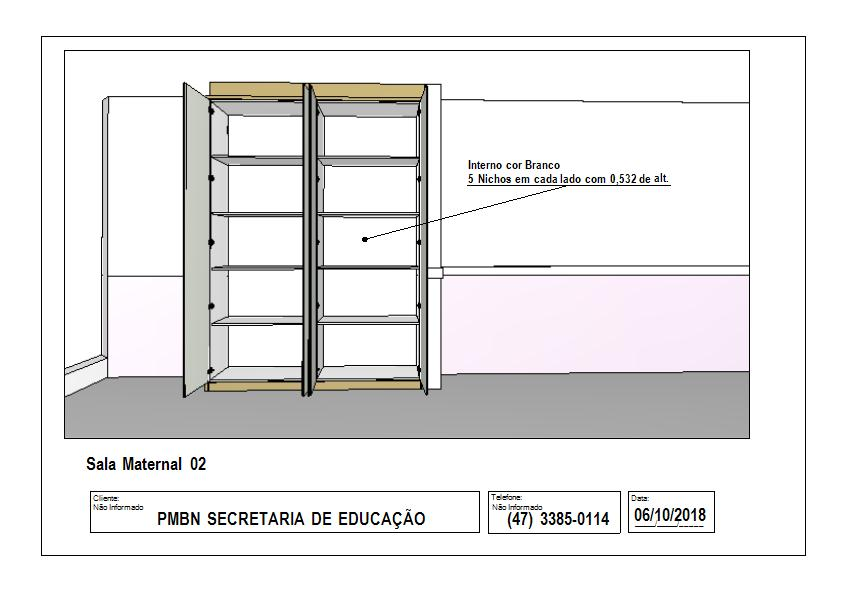 Interno cor Branco
5 Nichos em cada lado com 0,532 de alt.
Sala Maternal 02
Cliente:
Não Informado
PMBN SECRETARIA DE EDUCAÇÃO
Telefone:
Não Informado
(47) 3385-0114
Data:
06/10/2018